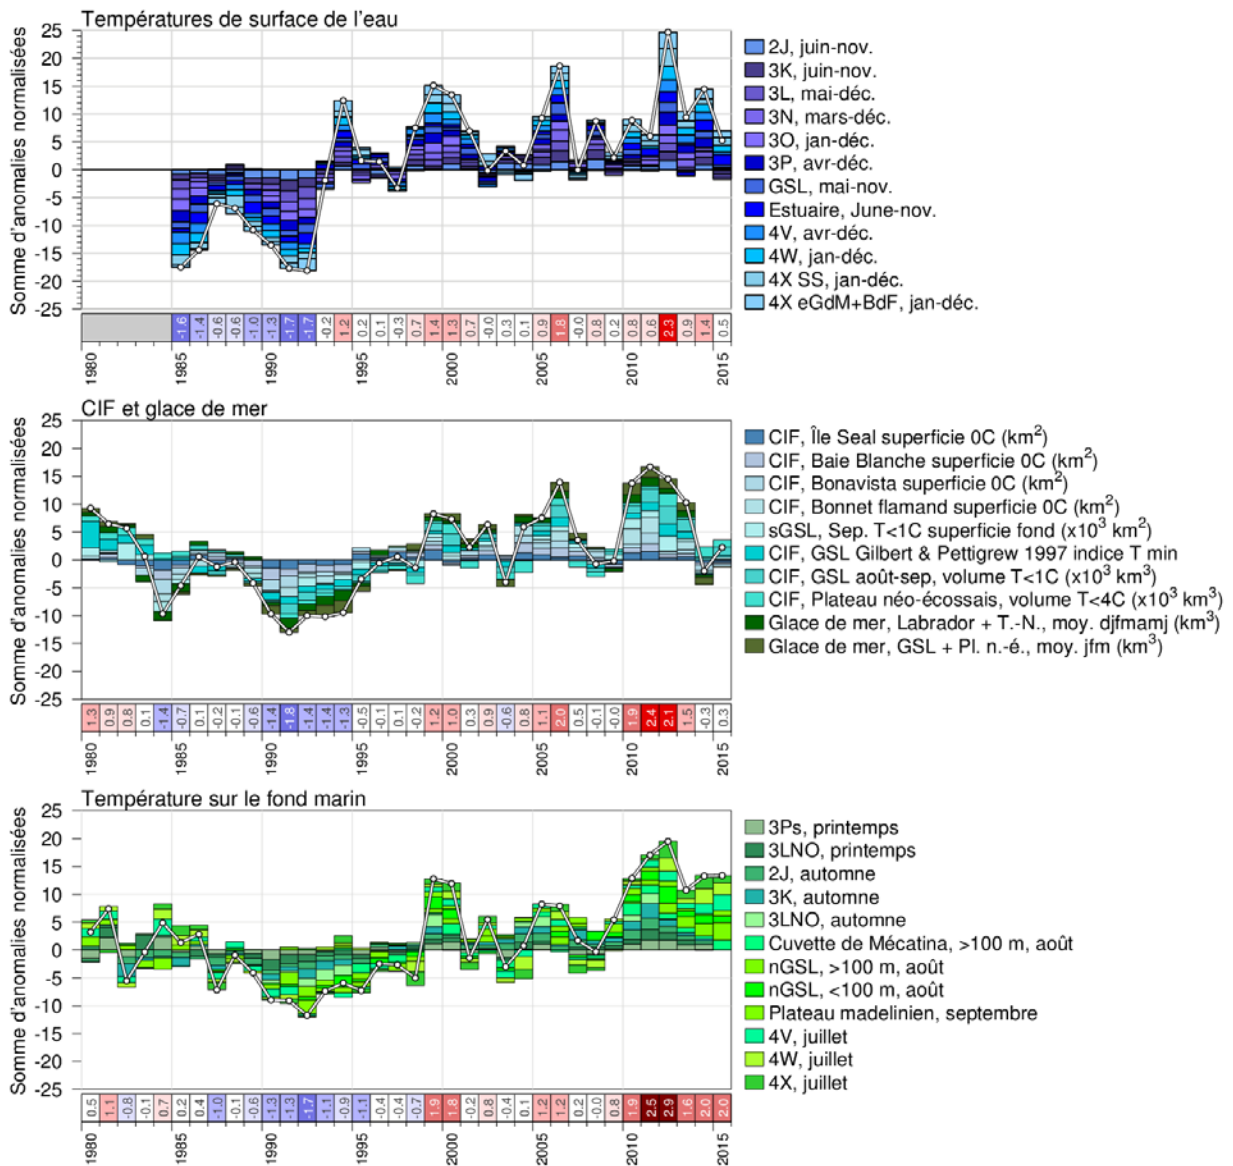 Températures de surface de l'eau
Somme d'anomalies normalisées
25
20
15
10
5
0
-5
-10
-15
-20
-25
2J, juin-nov.
3K, juin-nov.
3L, mai-déc.
3N, mars-déc.
3O, jan-déc.
3P, avr-déc.
GSL, mai-nov.
Estuaire, June-nov.
4V, avr-déc.
4W, jan-déc.
4X SS, jan-déc.
4X eGdM+BdF, jan-déc.
-1.6 -1.4 -0.6 -0.6 -1.0 -1.3 -1.7 -1.7 -0.2 1.2 0.2 0.1 -0.3 0.7 1.4 1.3 0.7 -0.0 0.3 0.1 0.9 1.8 0.0 0.8 0.2 0.8 0.6 2.3 0.9 1.4 0.5
1980 1985 1990 1995 2000 2005 2010 2015
CIF et glace de mer
Somme d'anomalies normalisées
25
20
15
10
5
0
-5
-10
-15
-20
-25
CIF, Île Seal superficie 0C (km²)
CIF, Baie Blanche superficie 0C (km²)
CIF, Bonavista superficie 0C (km²)
CIF, Bonnet flamand superficie 0C (km²)
sGSL, Sep. T<1C superficie fond (x10³ km²)
CIF, GSL Gilbert & Pettigrew 1997 indice T min
CIF, GSL août-sep, volume T<1C (x10³ km³)
CIF, Plateau néo-écossais, volume T<4C (x10³ km³)
Glace de mer, Labrador + T.-N., moy. djfmamj (km³)
Glace de mer, GSL + Pl. n.-é., moy. jfm (km³)
1.3 0.9 0.8 0.1 -1.4 -0.7 0.1 -0.2 -0.1 -0.6 -1.4 -1.8 -1.4 -1.4 -1.3 -0.5 -0.1 0.1 -0.2 1.2 1.0 0.3 0.9 -0.6 0.8 1.1 2.0 0.5 -0.1 -0.0 1.9 2.4 2.1 1.5 -0.3 0.3
1980 1985 1990 1995 2000 2005 2010 2015
Température sur le fond marin
Somme d'anomalies normalisées
25
20
15
10
5
0
-5
-10
-15
-20
-25
3Ps, printemps
3LNO, printemps
2J, automne
3K, automne
3LNO, automne
Cuvette de Mécatina, >100 m, août
nGSL, >100 m, août
nGSL, <100 m, août
Plateau madelinien, septembre
4V, juillet
4W, juillet
4X, juillet
0.5 1.1 -0.8 -0.1 0.7 0.2 0.4 -1.0 -0.1 -0.6 -1.3 -1.3 -1.7 -1.1 -0.9 -1.1 -0.4 -0.4 -0.7 1.9 1.8 -0.2 0.8 -0.4 0.1 1.2 1.2 0.2 -0.0 0.8 1.9 2.5 2.9 1.6 2.0 2.0
1980 1985 1990 1995 2000 2005 2010 2015